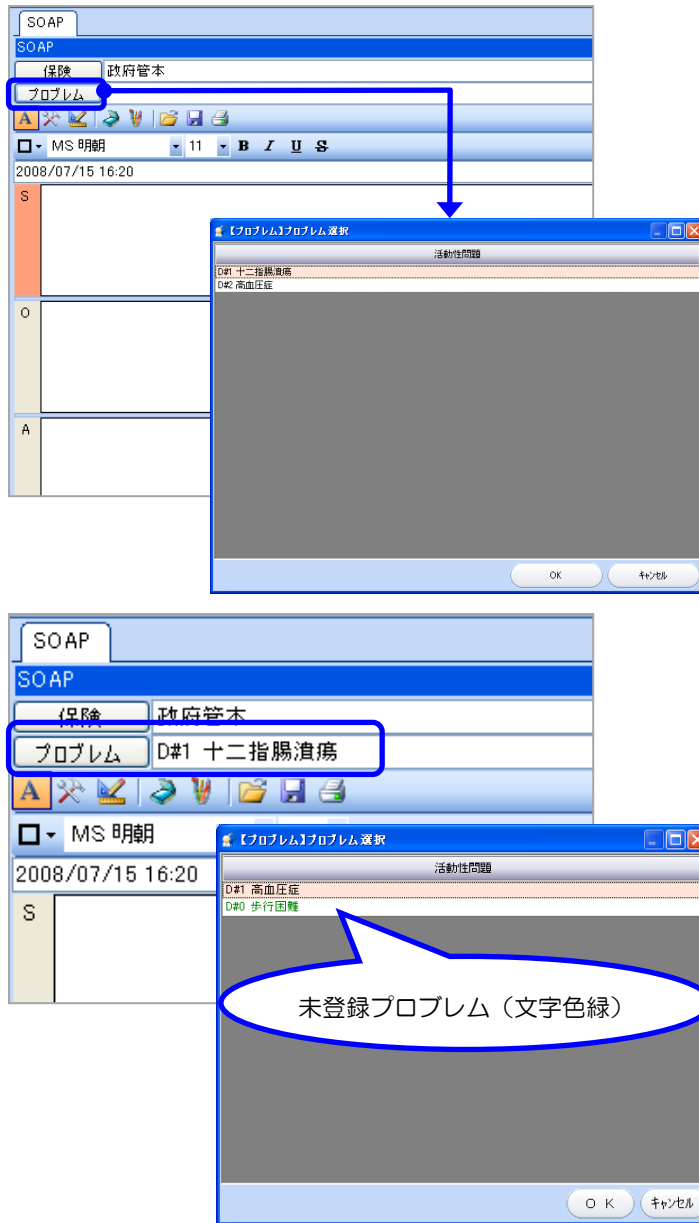 SOAP
SOAP
保険 政府管本
プロブレム
A
MS 明朝 11 B I U S
2008/07/15 16:20
S
【プロブレム】プロブレム選択
活動性問題
D#1 十二指腸潰瘍
D#2 高血圧症
O
A
OK キャンセル
SOAP
SOAP
保険 政府管本
プロブレム D#1 十二指腸潰瘍
A
MS 明朝
【プロブレム】プロブレム選択
2008/07/15 16:20
活動性問題
D#1 高血圧症
S
D#0 歩行困難
未登録プロブレム（文字色緑）
OK キャンセル